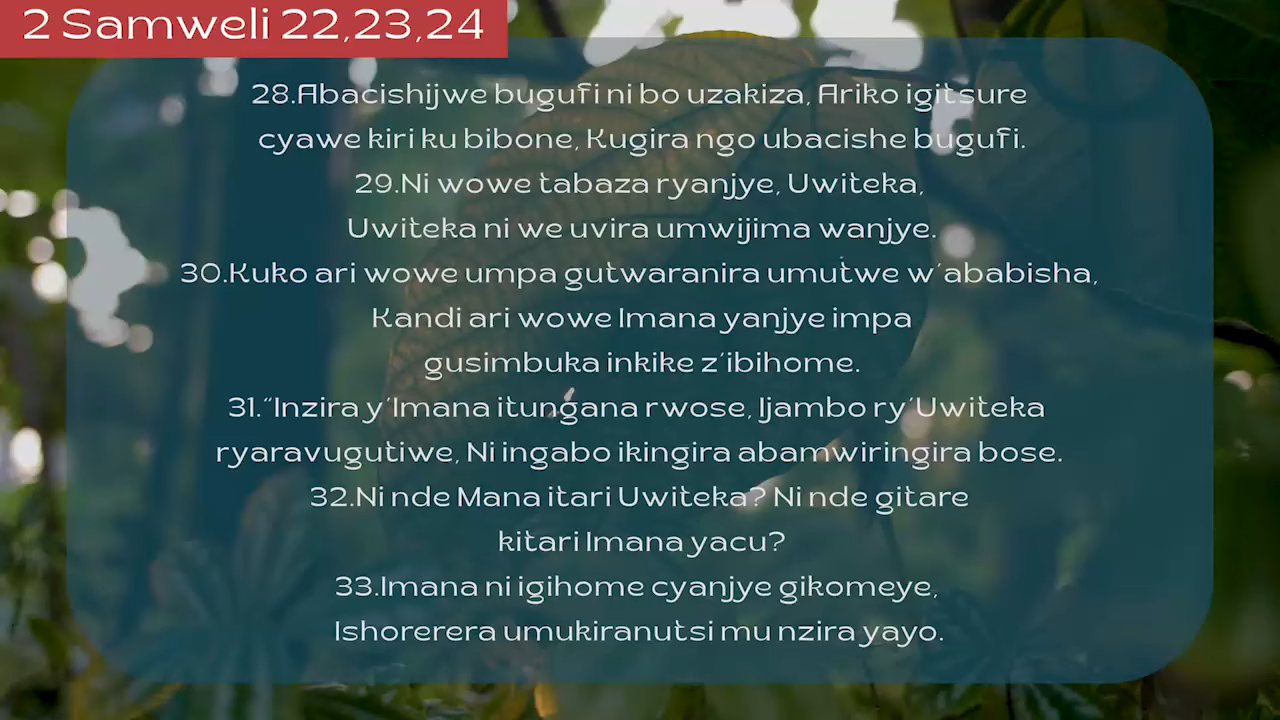 2 Samweli 22,23,24
28.Abacishijwe bugufi ni bo uzakiza, Ariko igitsure
cyawe kiri ku bibone, Kugira ngo ubacishe bugufi.
29.Ni wowe tabaza ryanjye, Uwiteka,
Uwiteka ni we uvira umwijima wanjye.
30.Kuko ari wowe umpa gutwaranira umutwe w'ababisha,
Kandi ari wowe Imana yanjye impa
gusimbuka inkike z'ibihome.
31."Inzira y'Imana itungana rwose, Ijambo ry'Uwiteka
ryaravugutiwe, Ni ingabo ikingira abamwiringira bose.
32.Ni nde Mana itari Uwiteka? Ni nde gitare
kitari Imana yacu?
33.Imana ni igihome cyanjye gikomeye,
Ishorerera umukiranutsi mu nzira yayo.